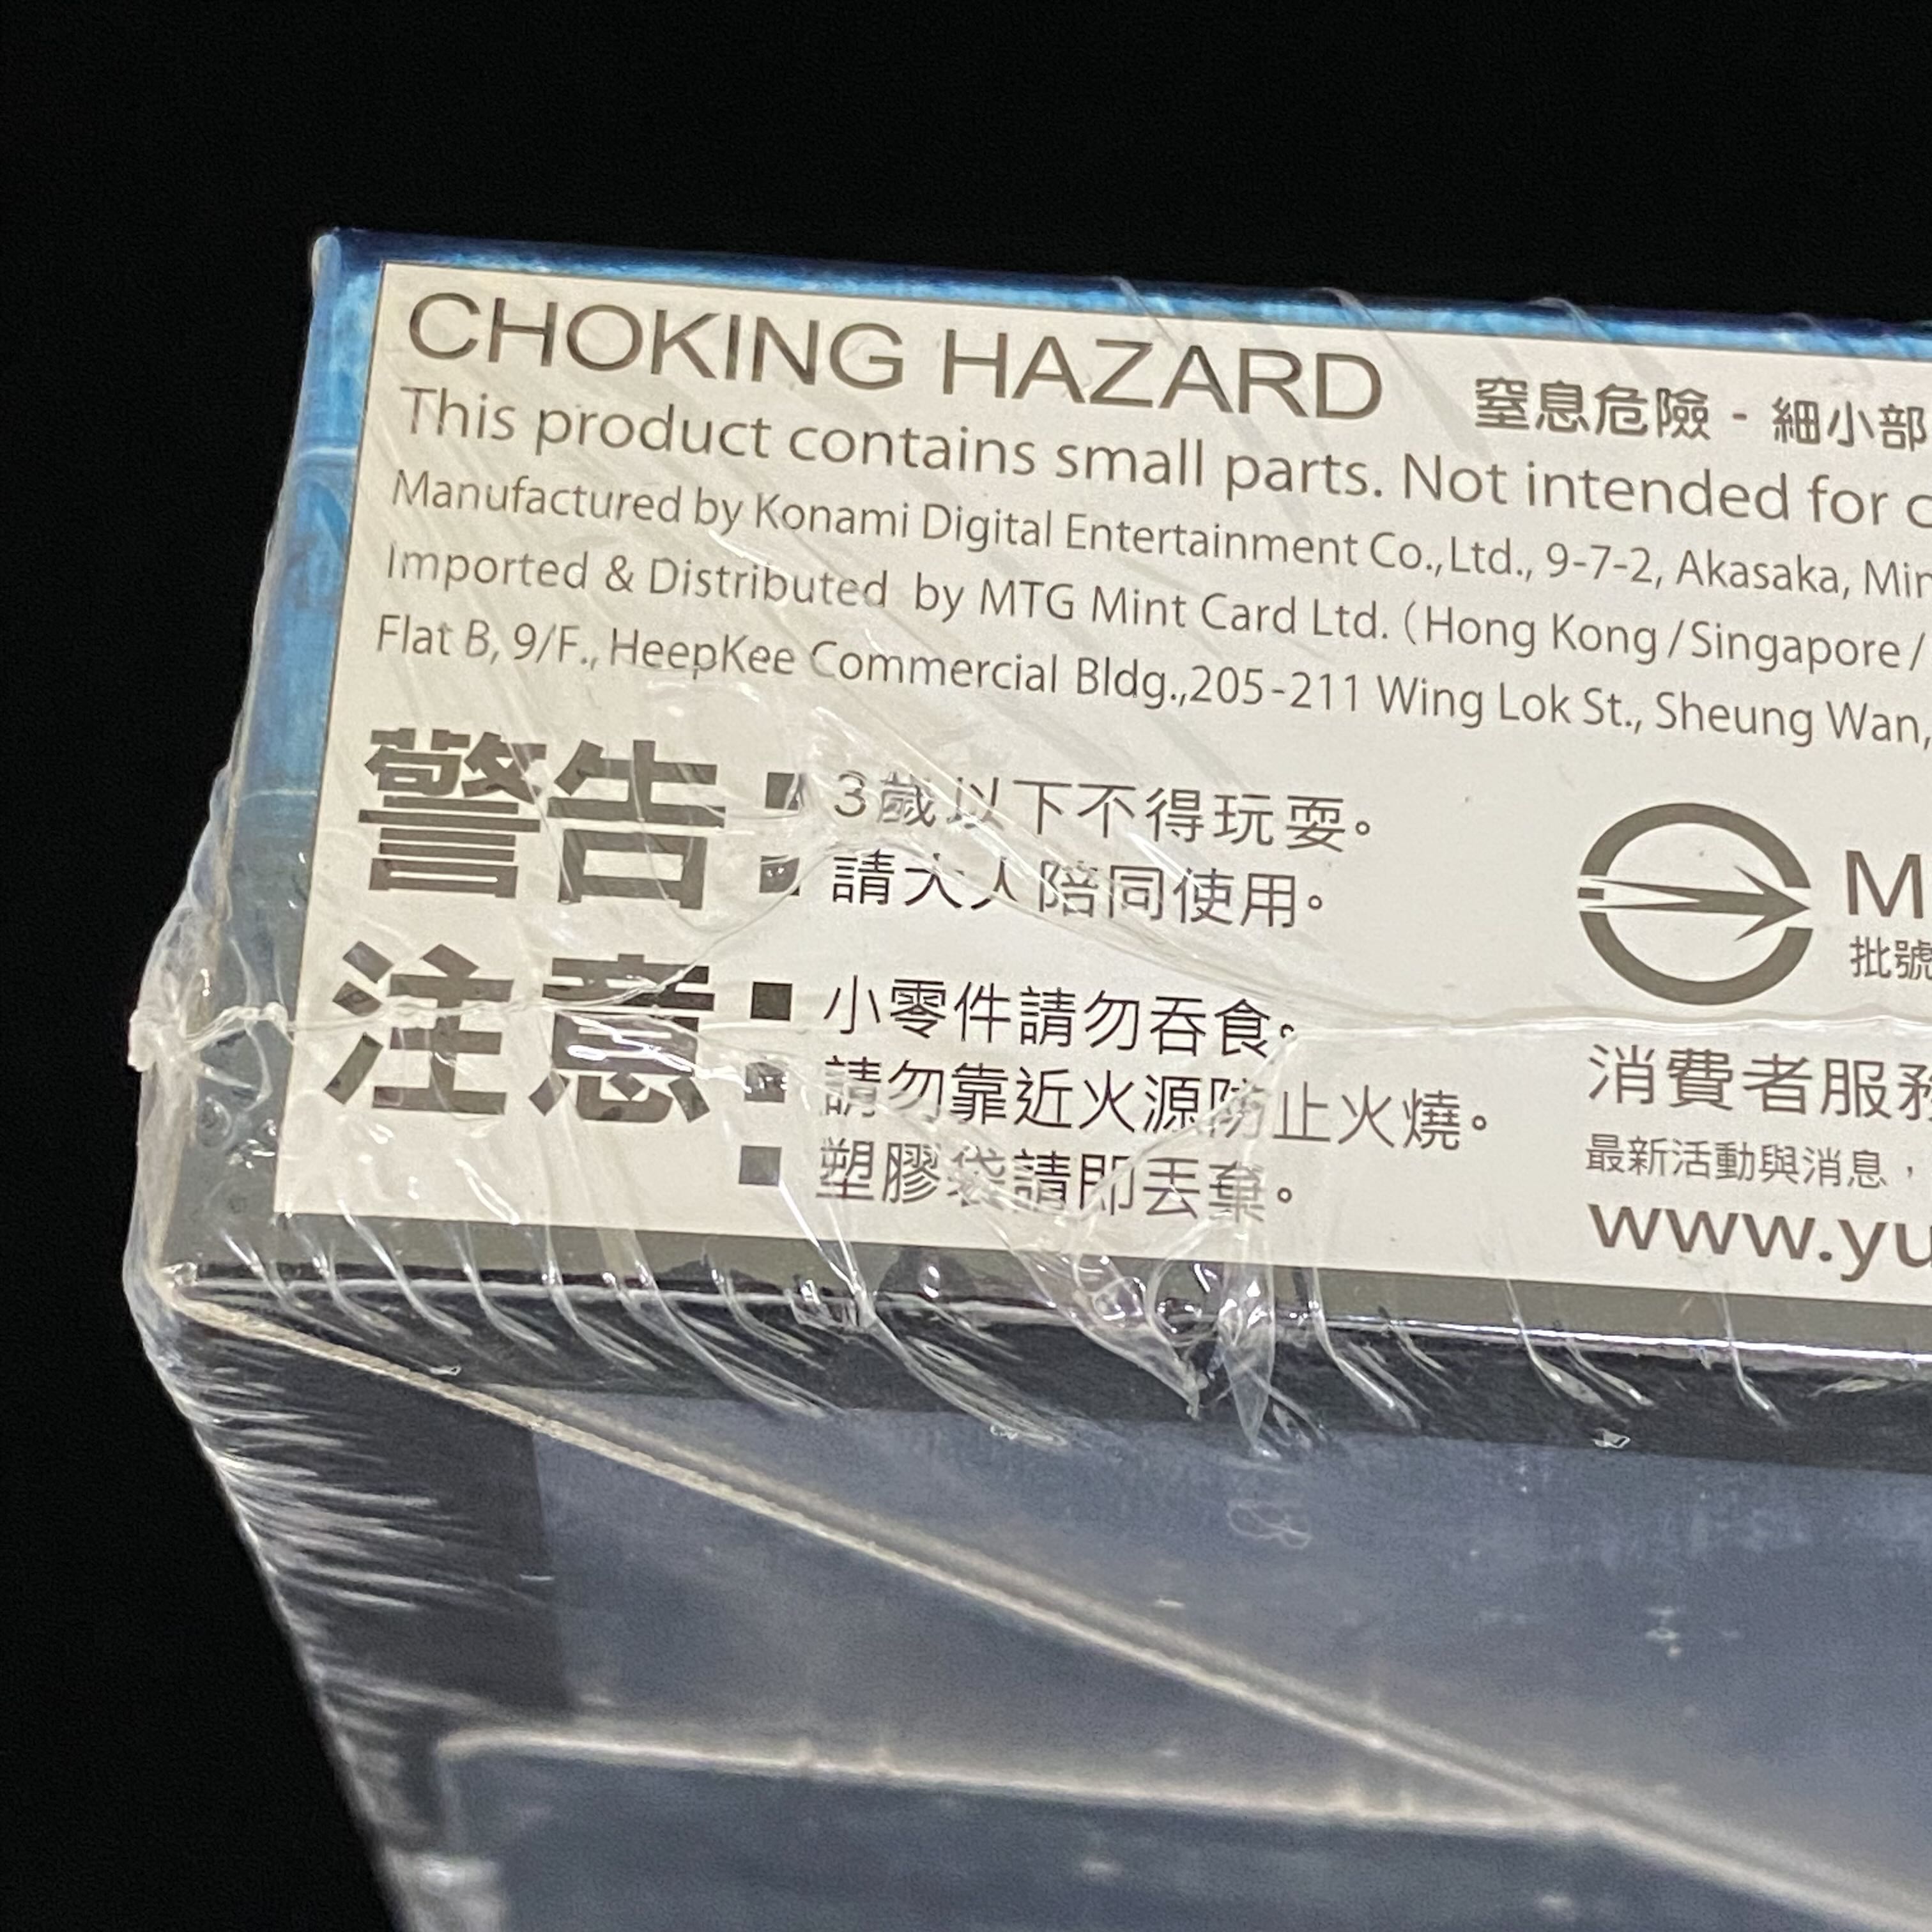 CHOKING HAZARD 窒息危險 - 細小部
This product contains small parts. Not intended for c
Manufactured by Konami Digital Entertainment Co.,Ltd., 9-7-2, Akasaka, Min
Imported & Distributed by MTG Mint Card Ltd. (Hong Kong/Singapore/
Flat B, 9/F., HeepKee Commercial Bldg.,205-211 Wing Lok St., Sheung Wan,
警告
■ 3歲以下不得玩耍。
■ 請大人陪同使用。
注意
■ 小零件請勿吞食。
■ 請勿靠近火源防止火燒。
■ 塑膠袋請即丟棄。
M
批號
消費者服務
最新活動與消息，
www.yu